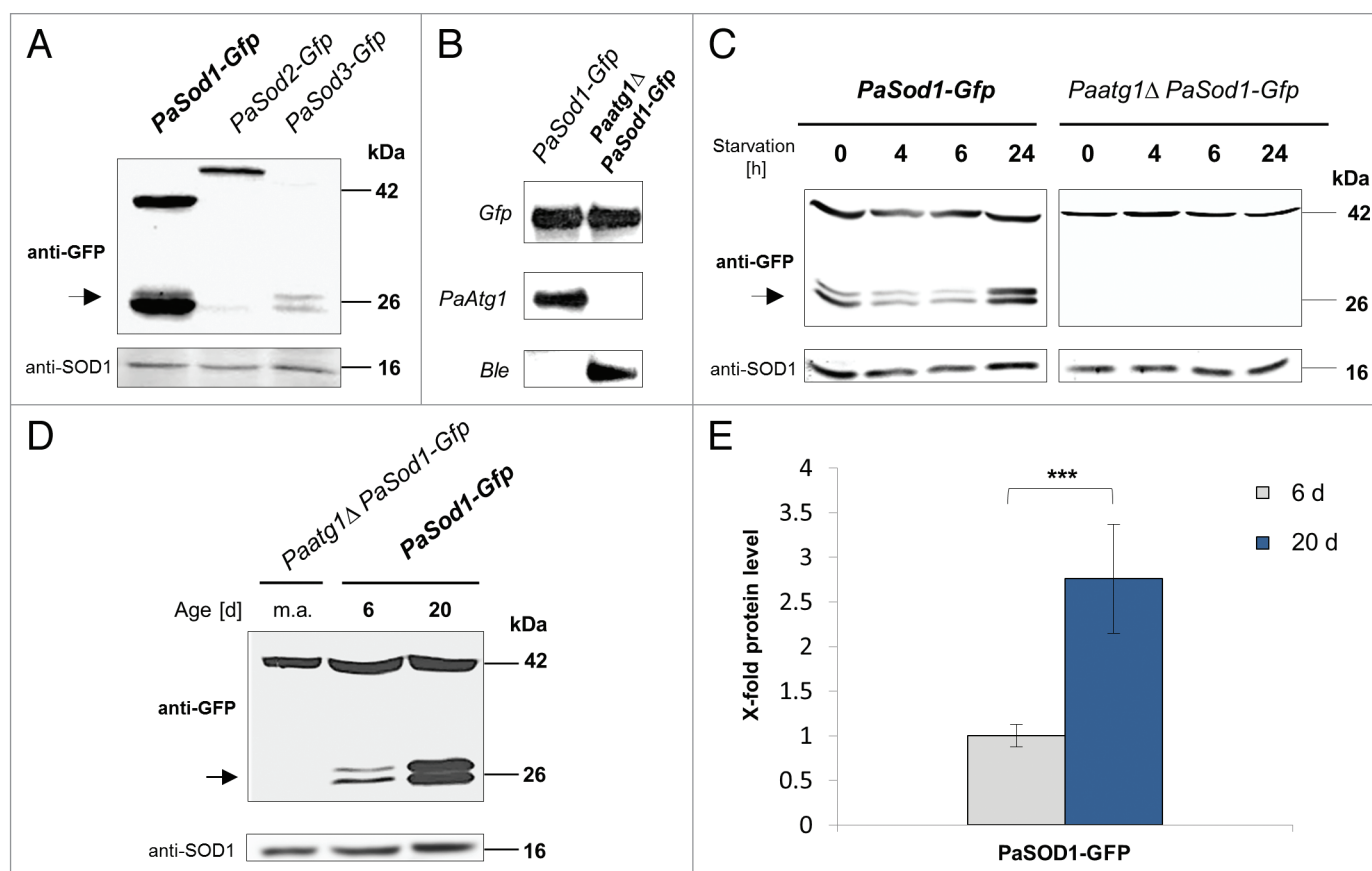 A
PaSod1-Gfp
PaSod2-Gfp
PaSod3-Gfp
kDa
42
anti-GFP
26
anti-SOD1
16
B
PaSod1-Gfp
Paatg1Δ
PaSod1-Gfp
Gfp
PaAtg1
Ble
C
PaSod1-Gfp
Paatg1Δ PaSod1-Gfp
Starvation
[h]
0 4 6 24
0 4 6 24
kDa
42
anti-GFP
26
anti-SOD1
16
D
Paatg1Δ PaSod1-Gfp
PaSod1-Gfp
Age [d] m.a. 6 20
kDa
42
anti-GFP
26
anti-SOD1
16
E
X-fold protein level
4
3.5
3
2.5
2
1.5
1
0.5
0
***
6 d
20 d
PaSOD1-GFP